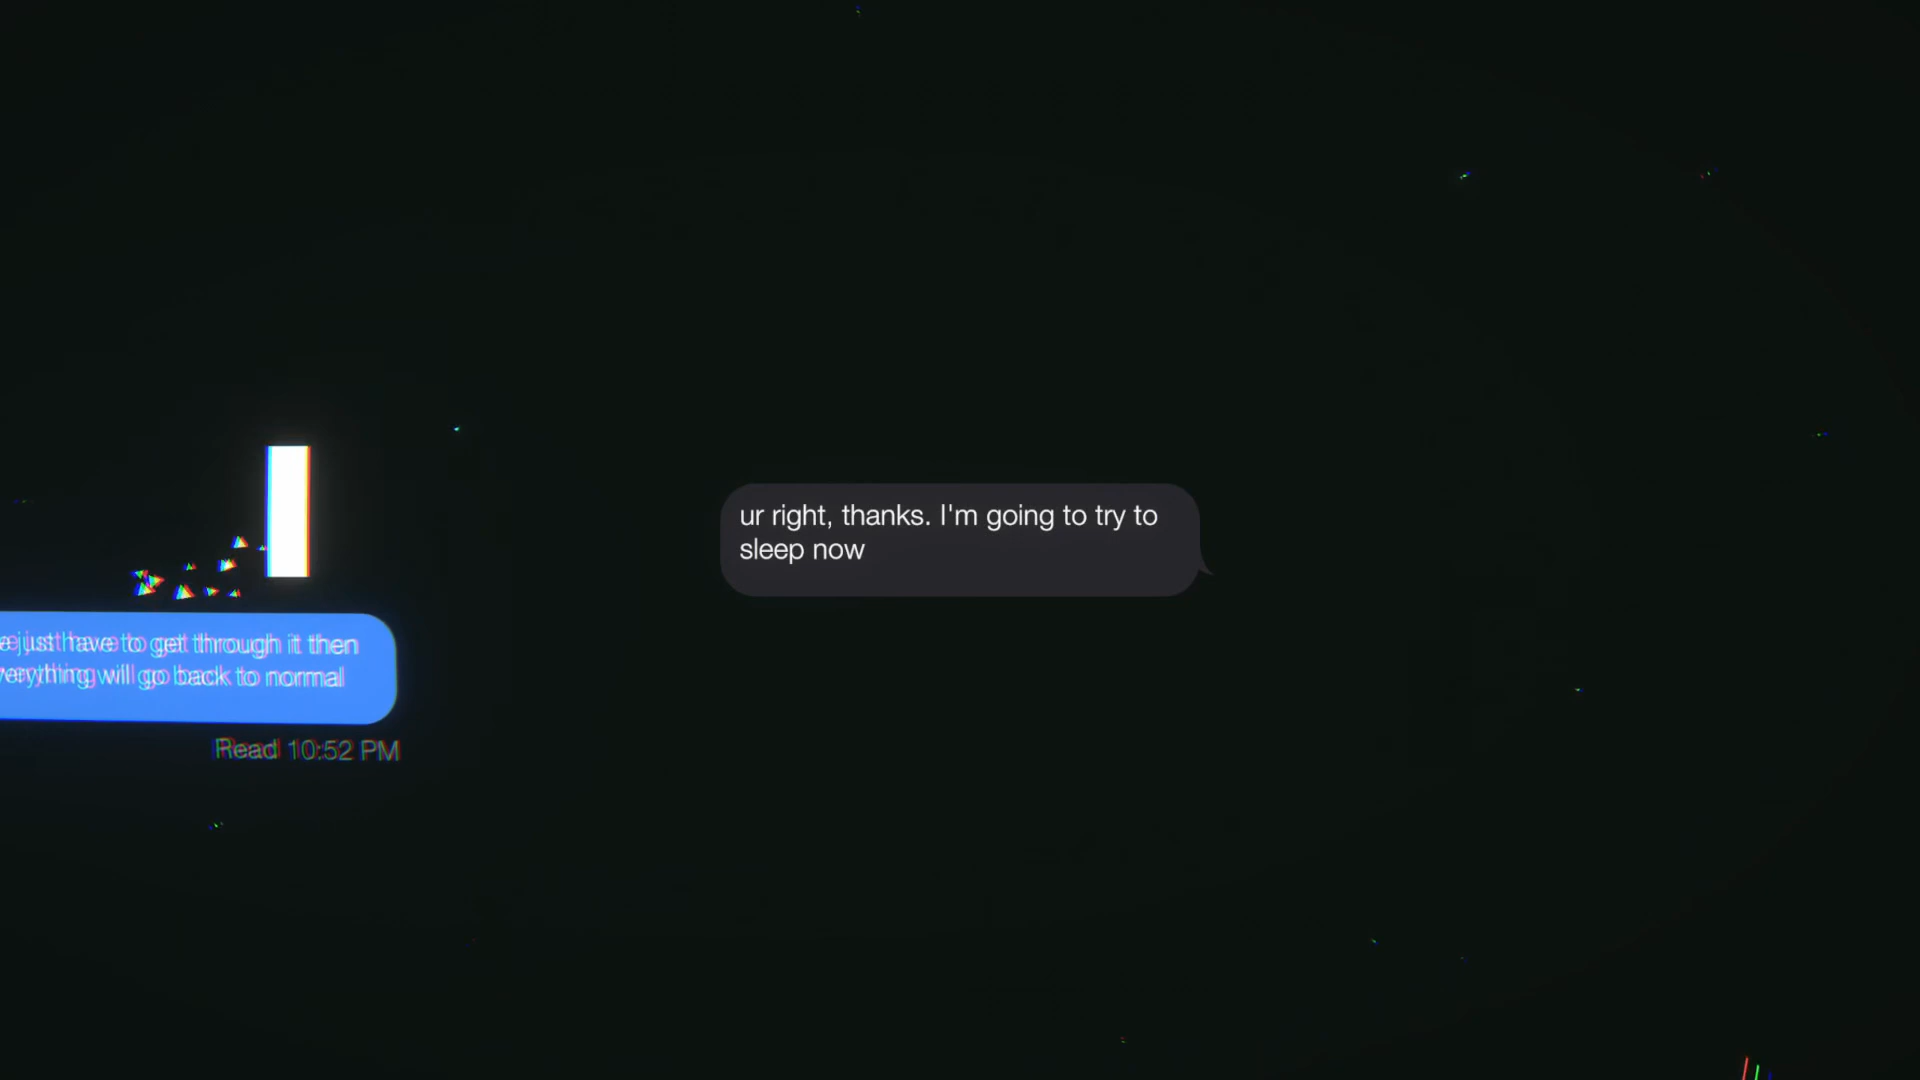 ur right, thanks. I'm going to try to
sleep now
just have to get through it then
will go back to normal
Read 10:52 PM